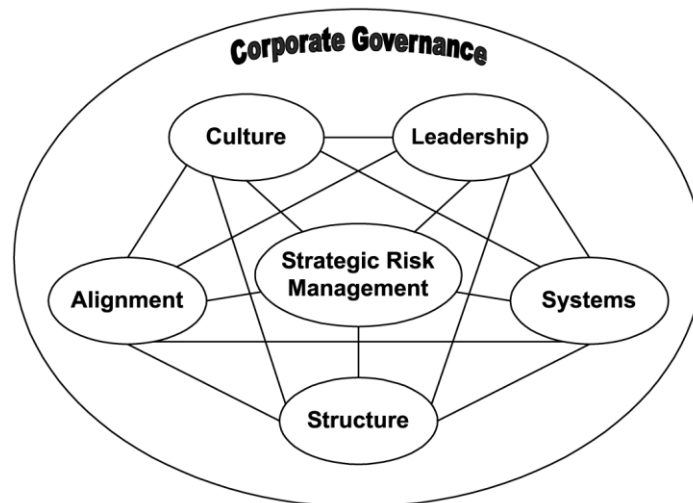 Corporate Governance
Culture
Leadership
Strategic Risk
Management
Alignment
Systems
Structure